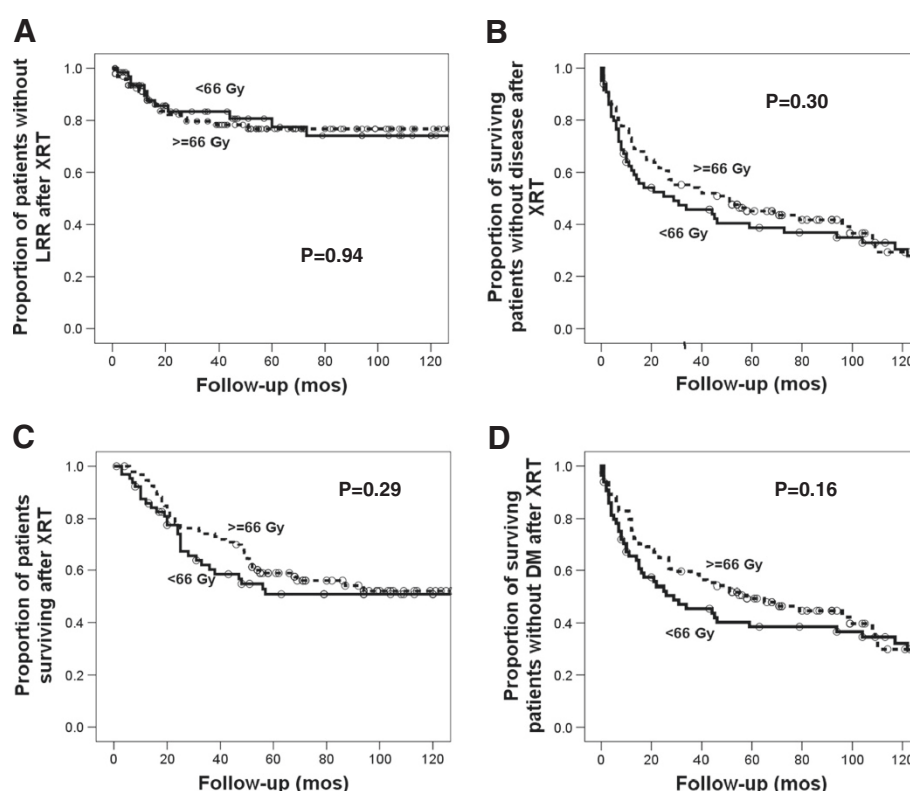 A
Proportion of patients without
LRR after XRT
1.0
0.8
0.6
0.4
0.2
0.0
<66 Gy
>=66 Gy
P=0.94
0 20 40 60 80 100 120
Follow-up (mos)
B
Proportion of survivng
patients without disease after
XRT
1.0
0.8
0.6
0.4
0.2
0.0
P=0.30
>=66 Gy
<66 Gy
0 20 40 60 80 100 120
Follow-up (mos)
C
Proportion of patients
surviving after XRT
1.0
0.8
0.6
0.4
0.2
0.0
P=0.29
>=66 Gy
<66 Gy
0 20 40 60 80 100 120
Follow-up (mos)
D
Proportion of survivng
patients without DM after XRT
1.0
0.8
0.6
0.4
0.2
0.0
P=0.16
>=66 Gy
<66 Gy
0 20 40 60 80 100 120
Follow-up (mos)